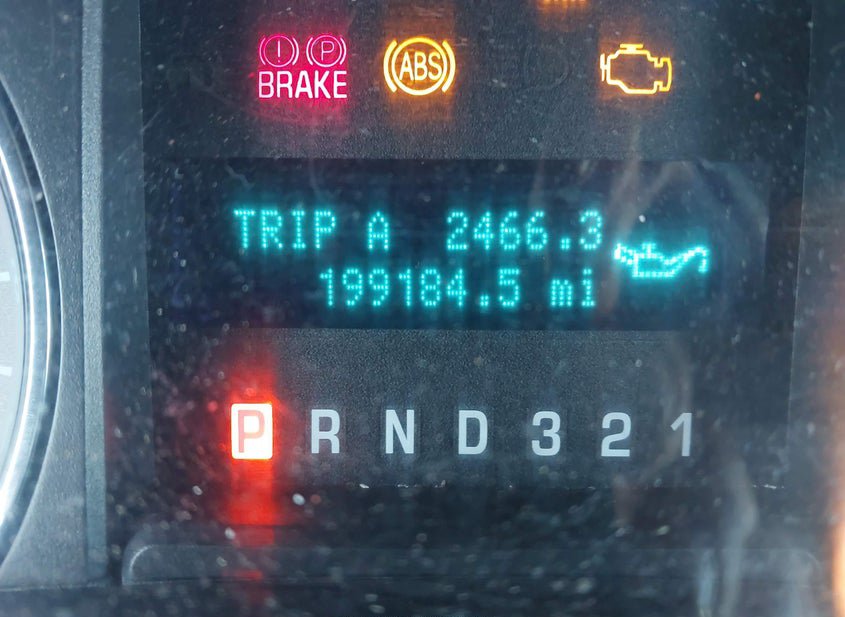 ! P
BRAKE
ABS
TRIP A 2466.3
199184.5 mi
P R N D 3 2 1